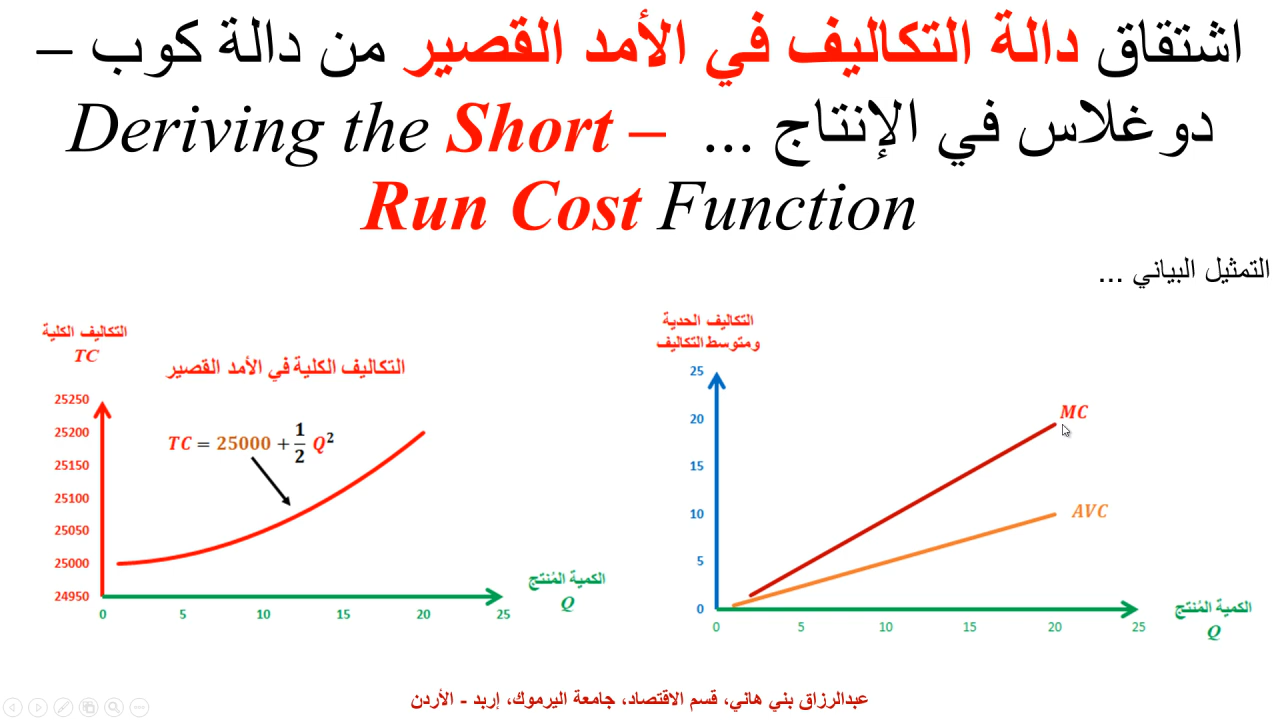 اشتقاق دالة التكاليف في الأمد القصير من دالة كوب –
دوغلاس في الإنتاج ... Deriving the Short –
Run Cost Function
التمثيل البياني ...
التكاليف الكلية
TC
التكاليف الكلية في الأمد القصير
TC = 25000 + 1/2 Q²
25250
25200
25150
25100
25050
25000
24950
0 5 10 15 20 25
الكمية المُنتج
Q
التكاليف الحدية
ومتوسط التكاليف
25
20
15
10
5
0
MC
AVC
0 5 10 15 20 25
الكمية المُنتج
Q
عبدالرزاق بني هاني، قسم الاقتصاد، جامعة اليرموك، إربد - الأردن